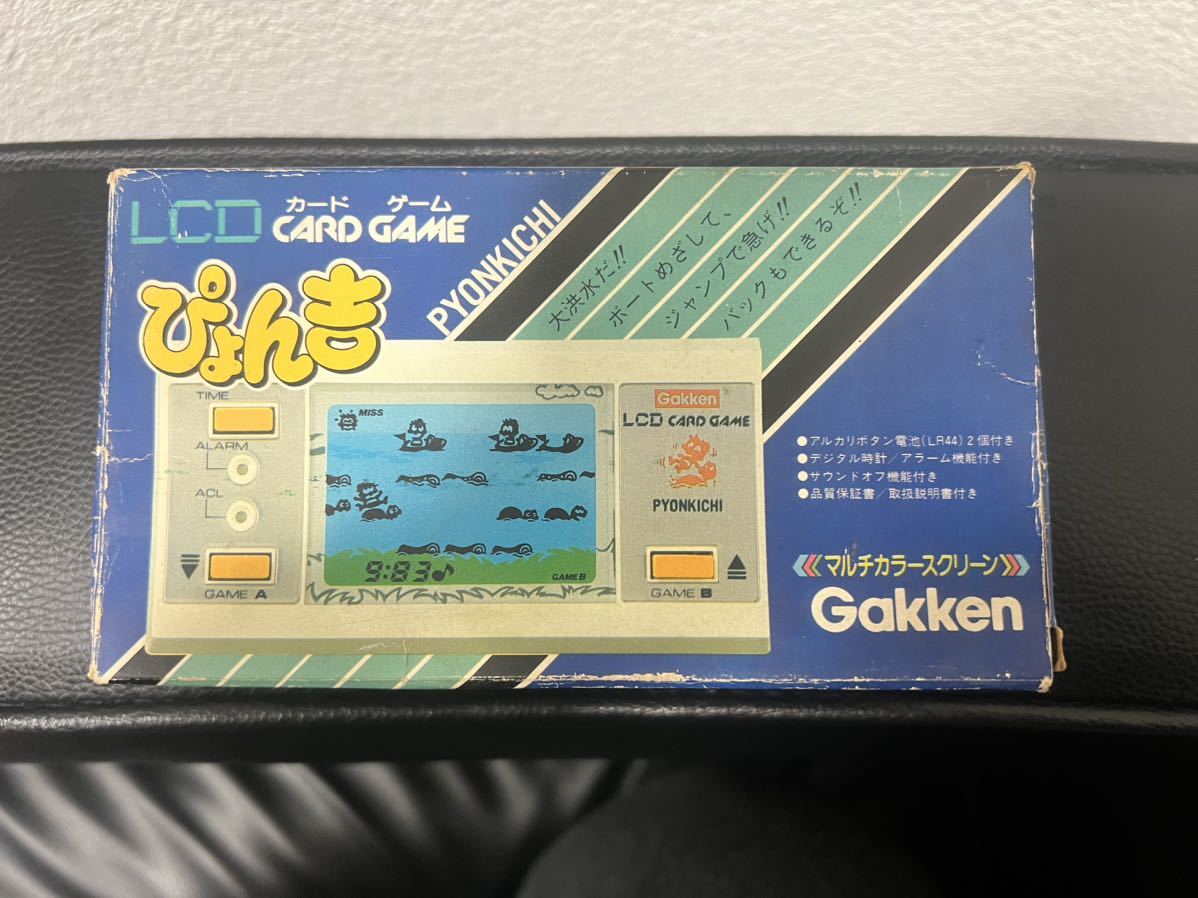 カード ゲーム
LCD CARD GAME
ぴょん吉
PYONKICHI
大洪水だ!!
ボートめざして、
ジャンプで急げ!!
バックもできるぞ!!
TIME
ALARM
ACL
GAME A
MISS
9:83
GAME B
Gakken
LCD CARD GAME
PYONKICHI
GAME B
●アルカリボタン電池(LR44)2個付き
●デジタル時計/アラーム機能付き
●サウンドオフ機能付き
●品質保証書/取扱説明書付き
マルチカラースクリーン
Gakken